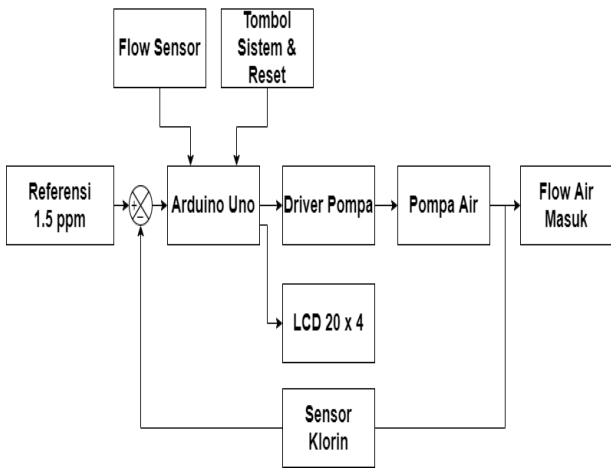 Flow Sensor
Tombol
Sistem &
Reset
Referensi
1.5 ppm
+
−
Arduino Uno
Driver Pompa
Pompa Air
Flow Air
Masuk
LCD 20 x 4
Sensor
Klorin